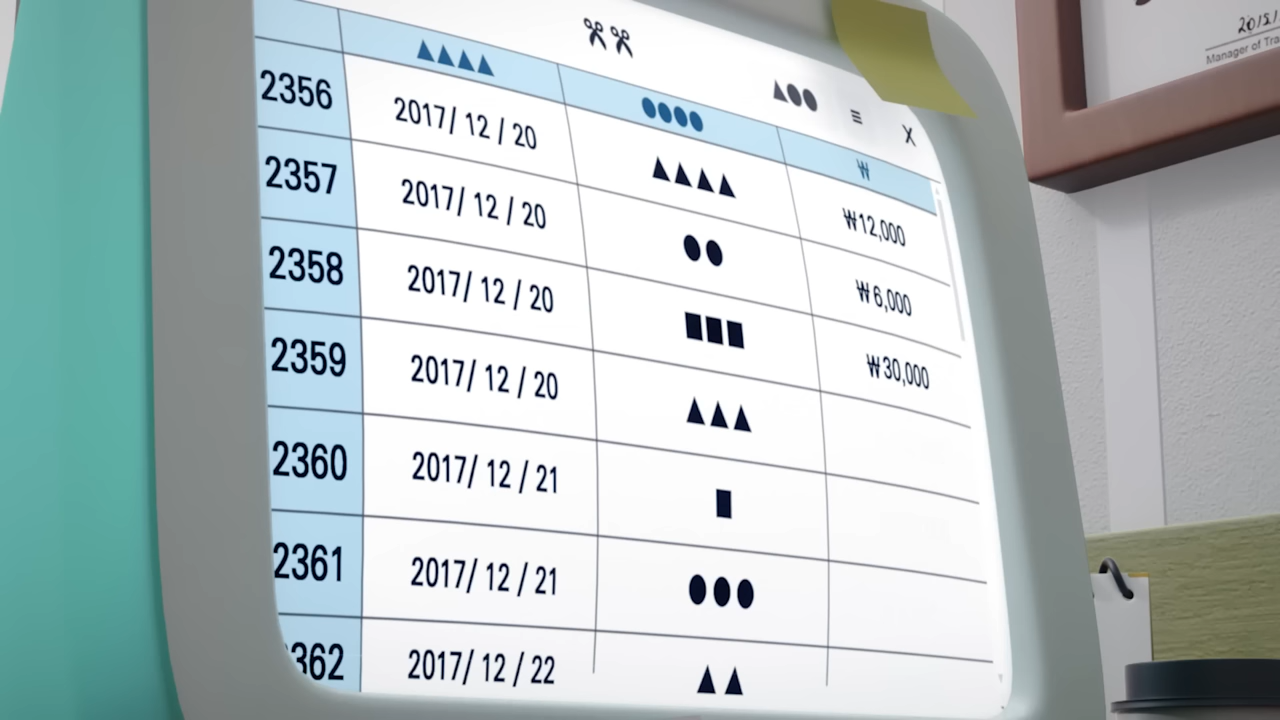 ₩
2356 2017/ 12 / 20 ₩12,000
2357 2017/ 12 / 20 ₩6,000
2358 2017/ 12 / 20 ₩30,000
2359 2017/ 12 / 20
2360 2017/ 12 / 21
2361 2017/ 12 / 21
2362 2017/ 12 / 22
Manager of Tra